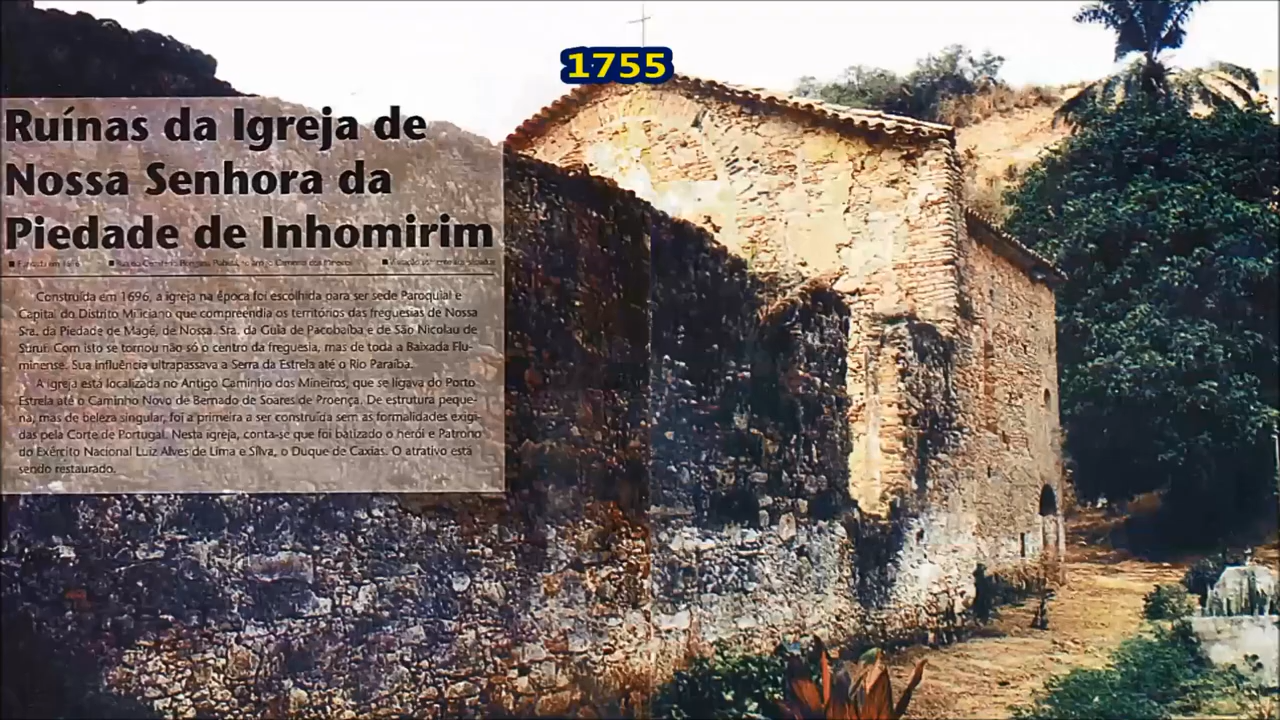 1755
Ruínas da Igreja de
Nossa Senhora da
Piedade de Inhomirim
Construída em 1696, a igreja na época foi escolhida para ser sede Paroquial e
Capital do Distrito Miliciano que compreendia os territórios das freguesias de Nossa
Sra. da Piedade de Magé, de Nossa. Sra. da Guia de Pacobaíba e de São Nicolau de
Suruí. Com isto se tornou não só o centro da freguesia, mas de toda a Baixada Flu-
minense. Sua influência ultrapassava a Serra da Estrela até o Rio Paraíba.
A igreja está localizada no Antigo Caminho dos Mineiros, que se ligava do Porto
Estrela até o Caminho Novo de Bernado de Soares de Proença. De estrutura peque-
na, mas de beleza singular, foi a primeira a ser construída sem as formalidades exigi-
das pela Corte de Portugal. Nesta igreja, conta-se que foi batizado o herói e Patrono
do Exército Nacional Luiz Alves de Lima e Silva, o Duque de Caxias. O atrativo está
sendo restaurado.